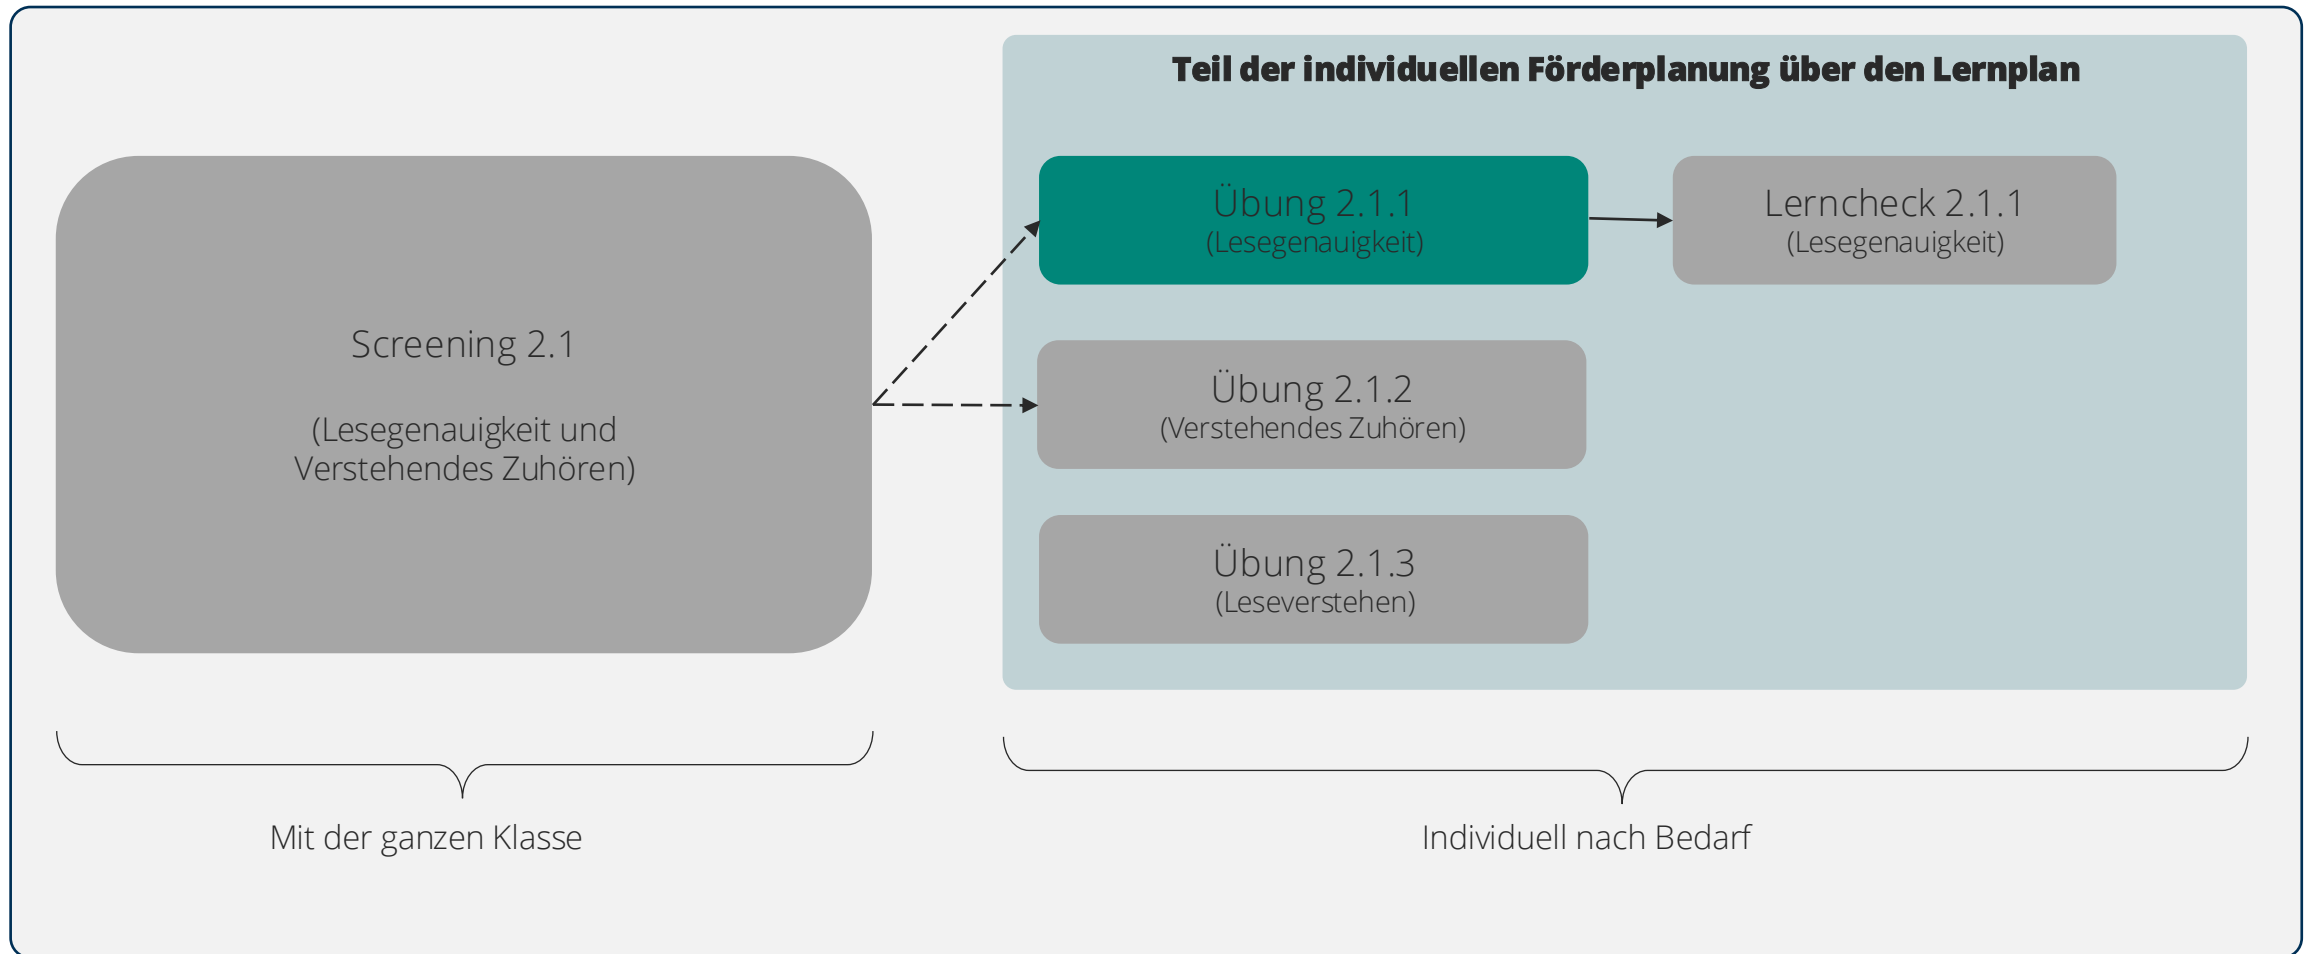 Teil der individuellen Förderplanung über den Lernplan
Screening 2.1
(Lesegenauigkeit und
Verstehendes Zuhören)
Übung 2.1.1
(Lesegenauigkeit)
Lerncheck 2.1.1
(Lesegenauigkeit)
Übung 2.1.2
(Verstehendes Zuhören)
Übung 2.1.3
(Leseverstehen)
Mit der ganzen Klasse
Individuell nach Bedarf